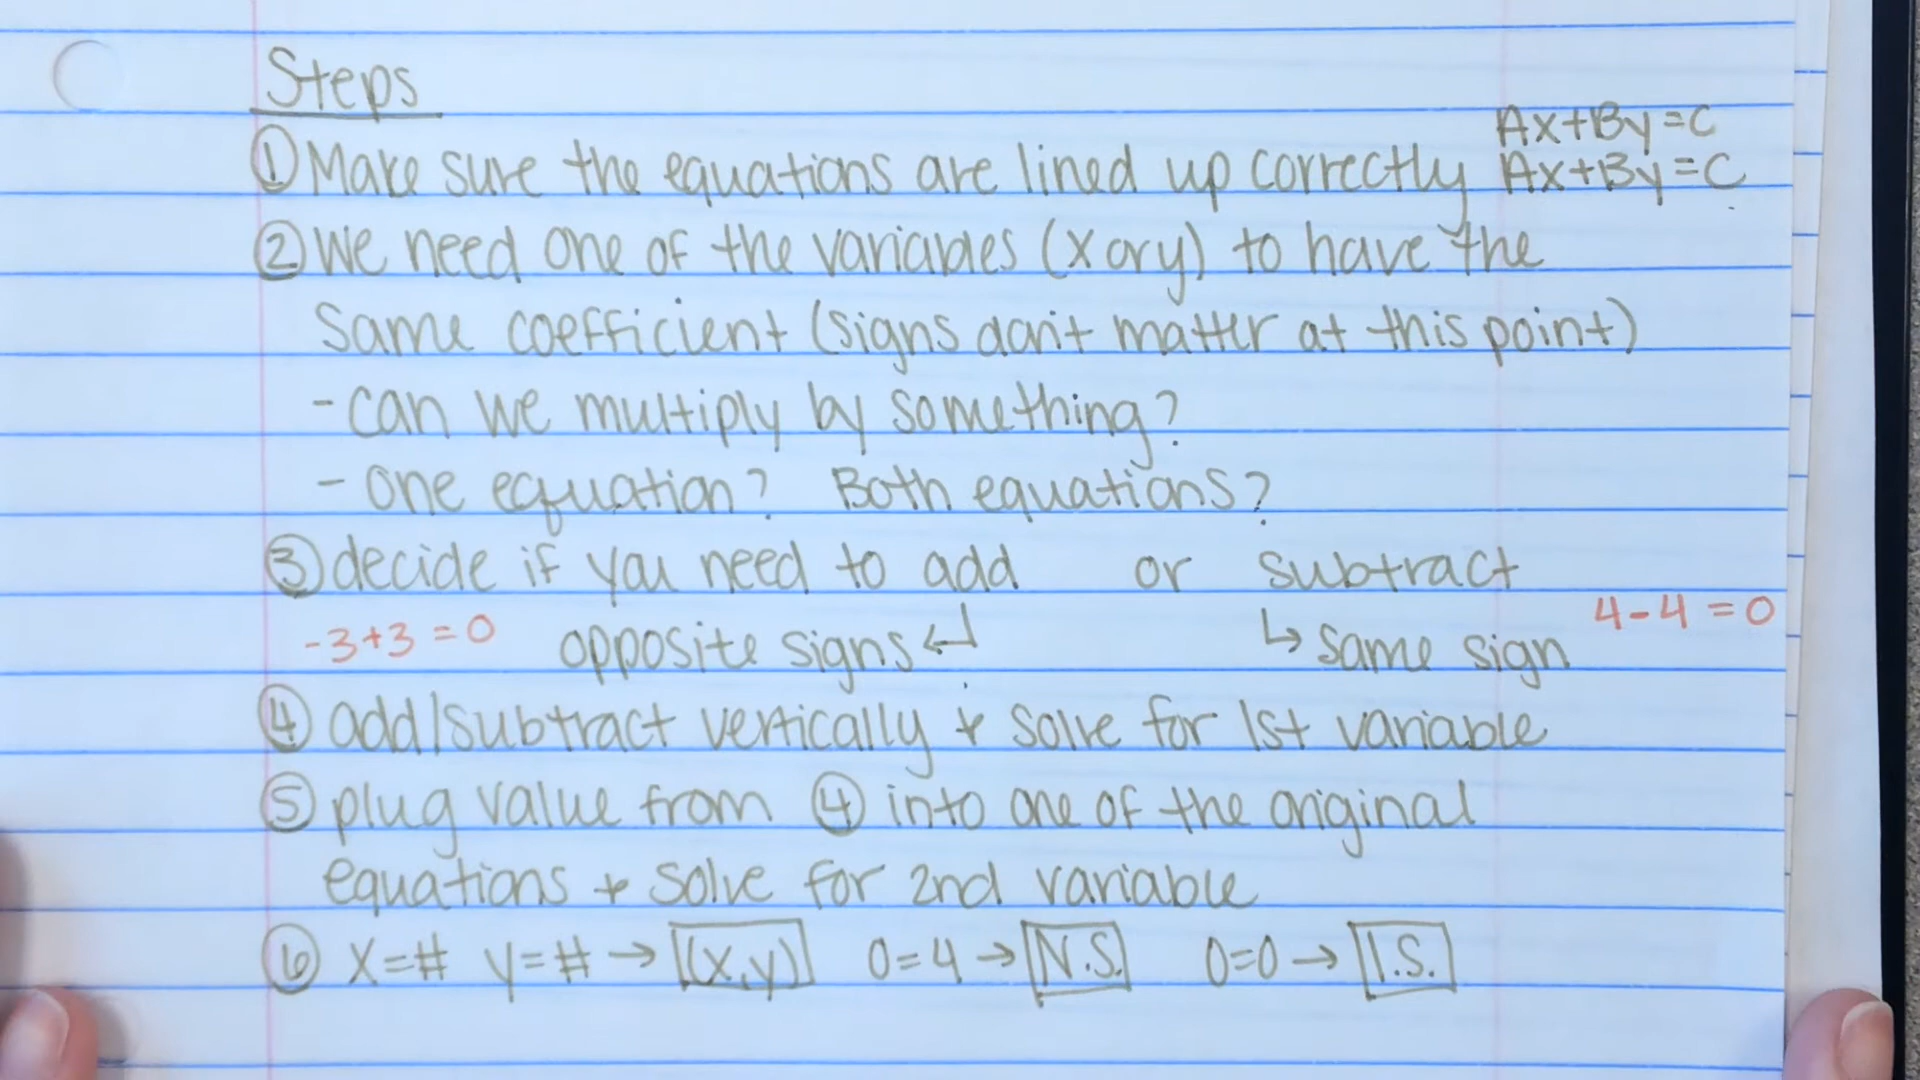 Steps
Ax+By=C
① Make sure the equations are lined up correctly Ax+By=C
② We need one of the variables (x or y) to have the
same coefficient (signs don't matter at this point)
- can we multiply by something?
- one equation? Both equations?
③ decide if you need to add or subtract
-3+3=0 opposite signs ↵ ↳ same sign 4-4=0
④ add/subtract vertically + solve for 1st variable
⑤ plug value from ④ into one of the original
equations + solve for 2nd variable
⑥ x=# y=# → (x,y) 0=4 → N.S. 0=0 → I.S.